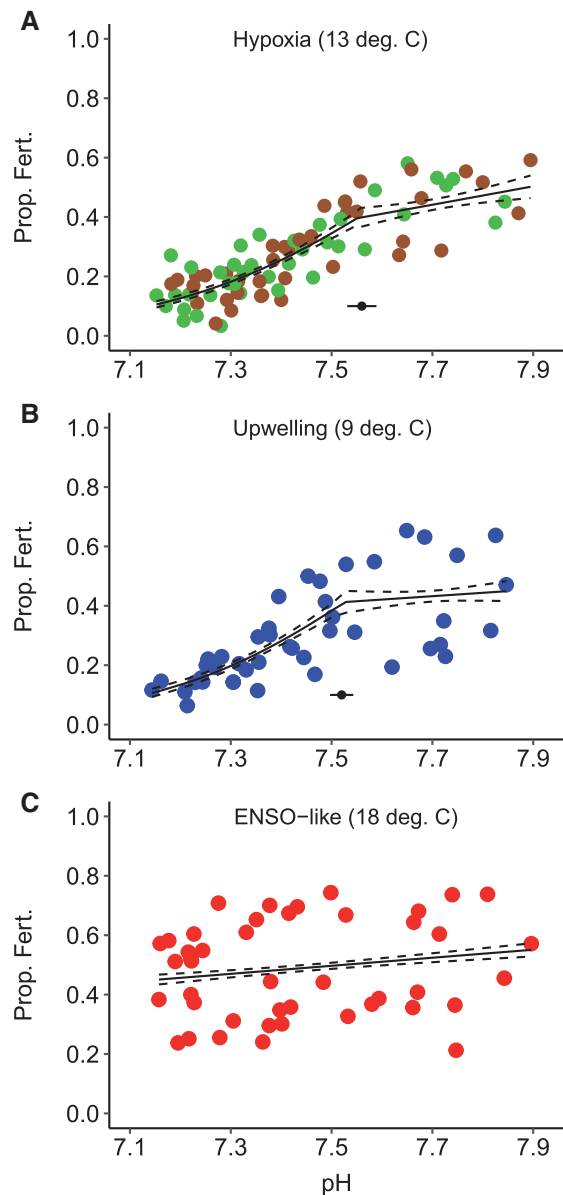 A
Hypoxia (13 deg. C)
1.0
0.8
0.6
0.4
0.2
0.0
Prop. Fert.
7.1 7.3 7.5 7.7 7.9
B
Upwelling (9 deg. C)
1.0
0.8
0.6
0.4
0.2
0.0
Prop. Fert.
7.1 7.3 7.5 7.7 7.9
C
ENSO−like (18 deg. C)
1.0
0.8
0.6
0.4
0.2
0.0
Prop. Fert.
7.1 7.3 7.5 7.7 7.9
pH